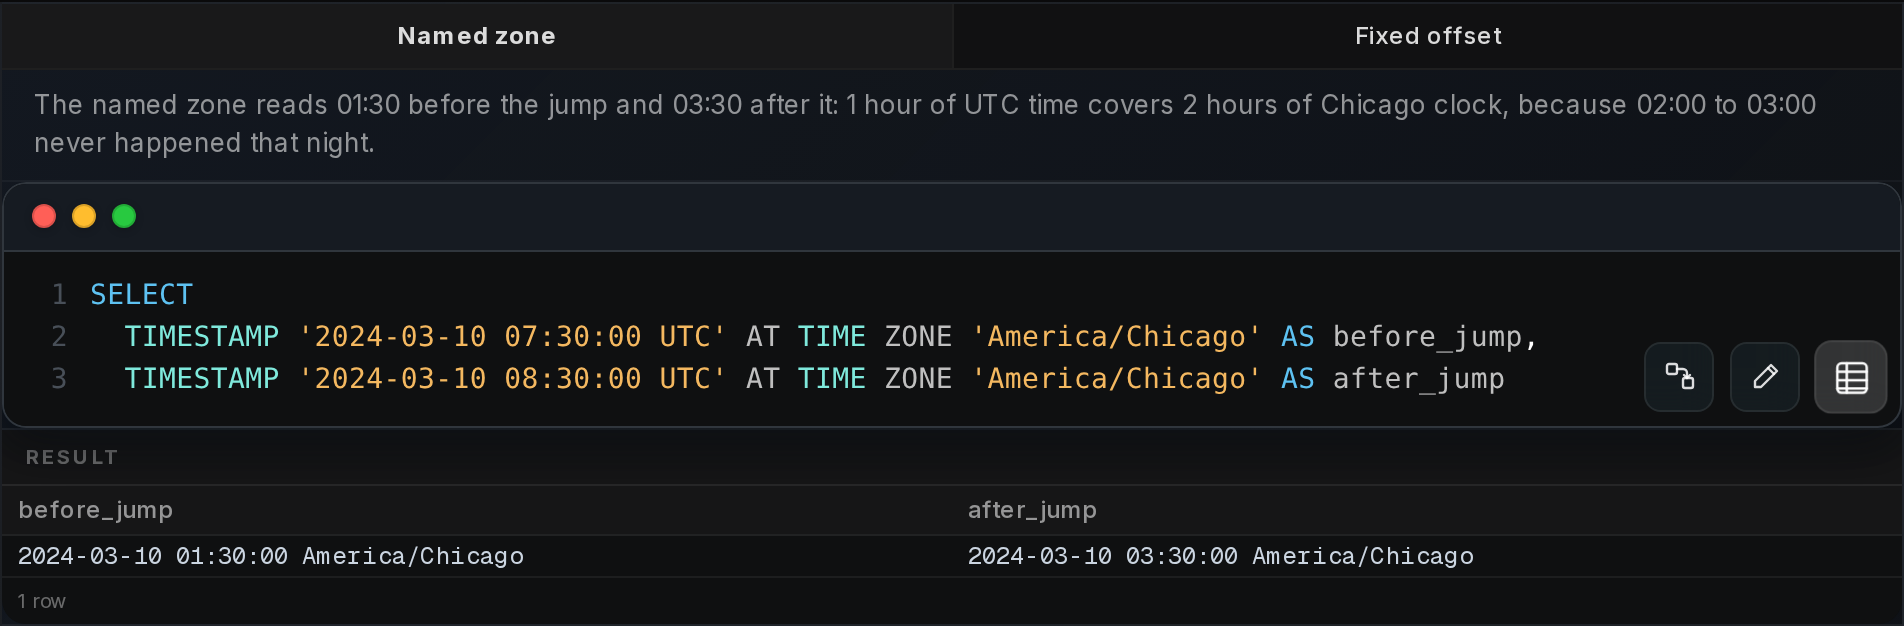 Named zone
Fixed offset
The named zone reads 01:30 before the jump and 03:30 after it: 1 hour of UTC time covers 2 hours of Chicago clock, because 02:00 to 03:00
never happened that night.
1 SELECT
2   TIMESTAMP '2024-03-10 07:30:00 UTC' AT TIME ZONE 'America/Chicago' AS before_jump,
3   TIMESTAMP '2024-03-10 08:30:00 UTC' AT TIME ZONE 'America/Chicago' AS after_jump
RESULT
before_jump after_jump
2024-03-10 01:30:00 America/Chicago 2024-03-10 03:30:00 America/Chicago
1 row